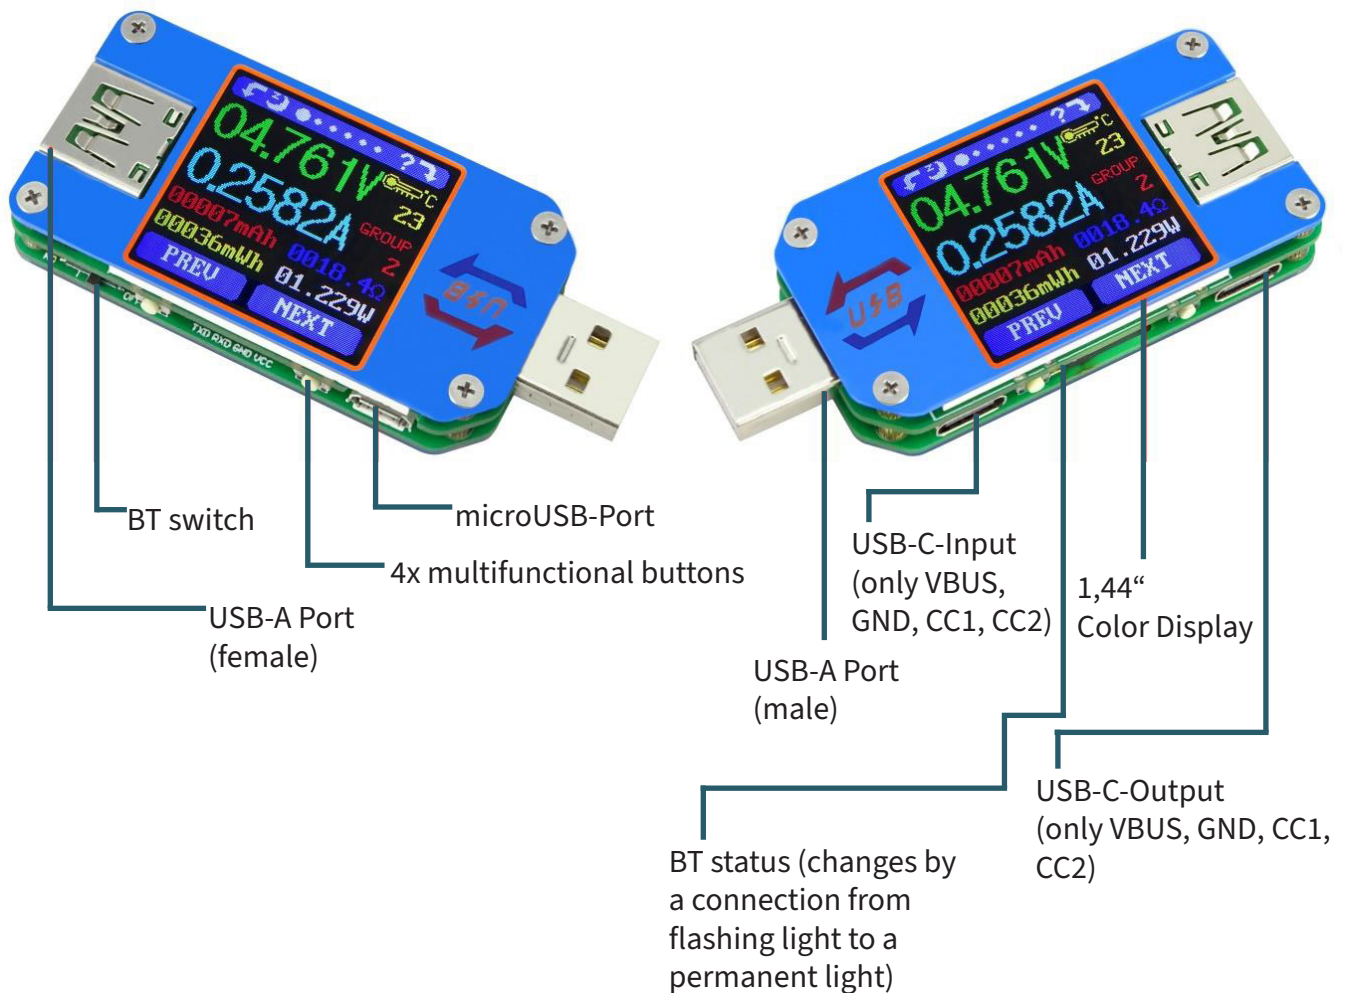 04.761V
°C
23
0.2582A
GROUP
2
00007mAh 0018.4Ω
00036mWh 01.229W
PREV
NEXT
USB
OFF
TXD RXD GND VCC
04.761V
°C
23
0.2582A
GROUP
2
00007mAh 0018.4Ω
00036mWh 01.229W
PREV
NEXT
USB
BT switch
microUSB-Port
4x multifunctional buttons
USB-A Port
(female)
USB-C-Input
(only VBUS,
GND, CC1, CC2)
1,44“
Color Display
USB-A Port
(male)
USB-C-Output
(only VBUS, GND, CC1,
CC2)
BT status (changes by
a connection from
flashing light to a
permanent light)